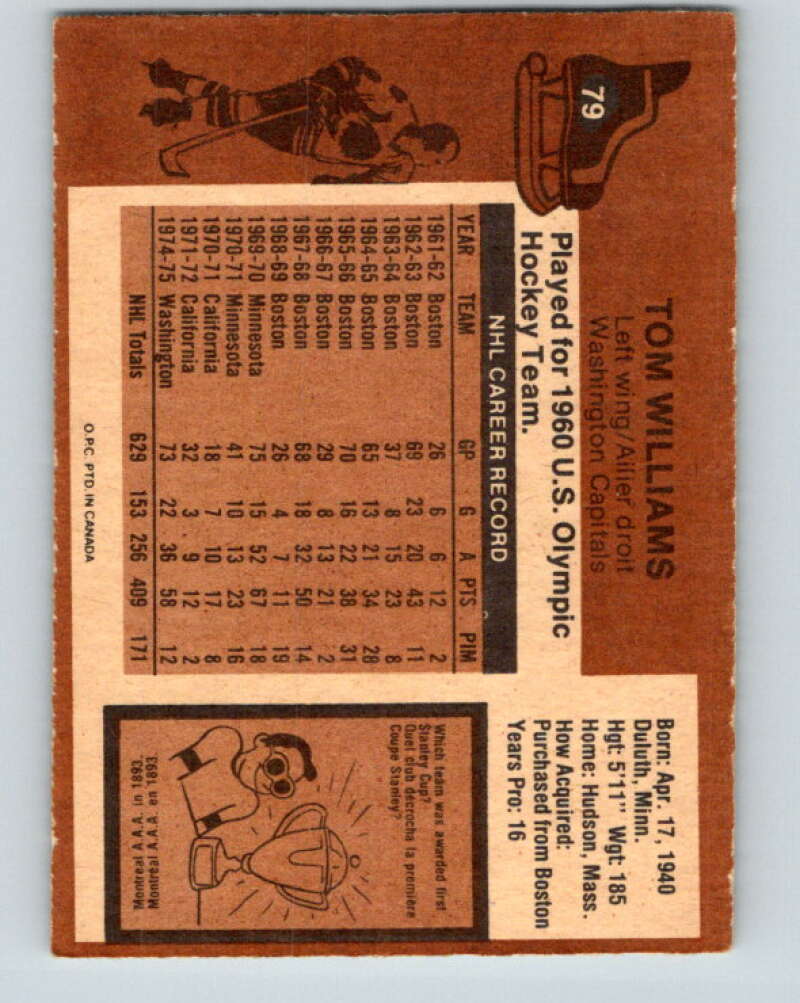 79
TOM WILLIAMS
Left wing/Ailier droit
Washington Capitals
Played for 1960 U.S. Olympic
Hockey Team.
NHL CAREER RECORD
YEAR TEAM GP G A PTS PIM
1961-62 Boston 26 6 6 12 2
1962-63 Boston 69 23 20 43 11
1963-64 Boston 37 8 15 23 8
1964-65 Boston 65 13 21 34 28
1965-66 Boston 70 16 22 38 31
1966-67 Boston 29 8 13 21 2
1967-68 Boston 68 18 32 50 14
1968-69 Boston 26 4 7 11 19
1969-70 Minnesota 75 15 52 67 18
1970-71 Minnesota 41 10 13 23 16
1970-71 California 18 7 10 17 8
1971-72 California 32 3 9 12 2
1974-75 Washington 73 22 36 58 12
NHL Totals 629 153 256 409 171
O.P.C. PTD. IN CANADA
Born: Apr. 17, 1940
Duluth, Minn.
Hgt: 5'11" Wgt: 185
Home: Hudson, Mass.
How Acquired:
Purchased from Boston
Years Pro: 16
Which team was awarded first
Stanley Cup?
Quel club décrocha la première
Coupe Stanley?
Montreal A.A.A. in 1893.
Montréal A.A.A. en 1893.